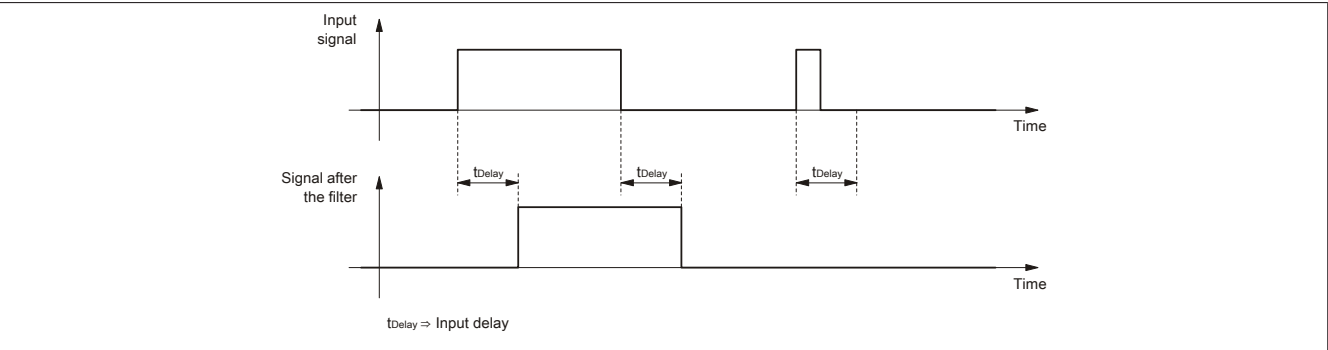 Input
signal
Time
tDelay
tDelay
tDelay
Signal after
the filter
Time
tDelay ⇒ Input delay